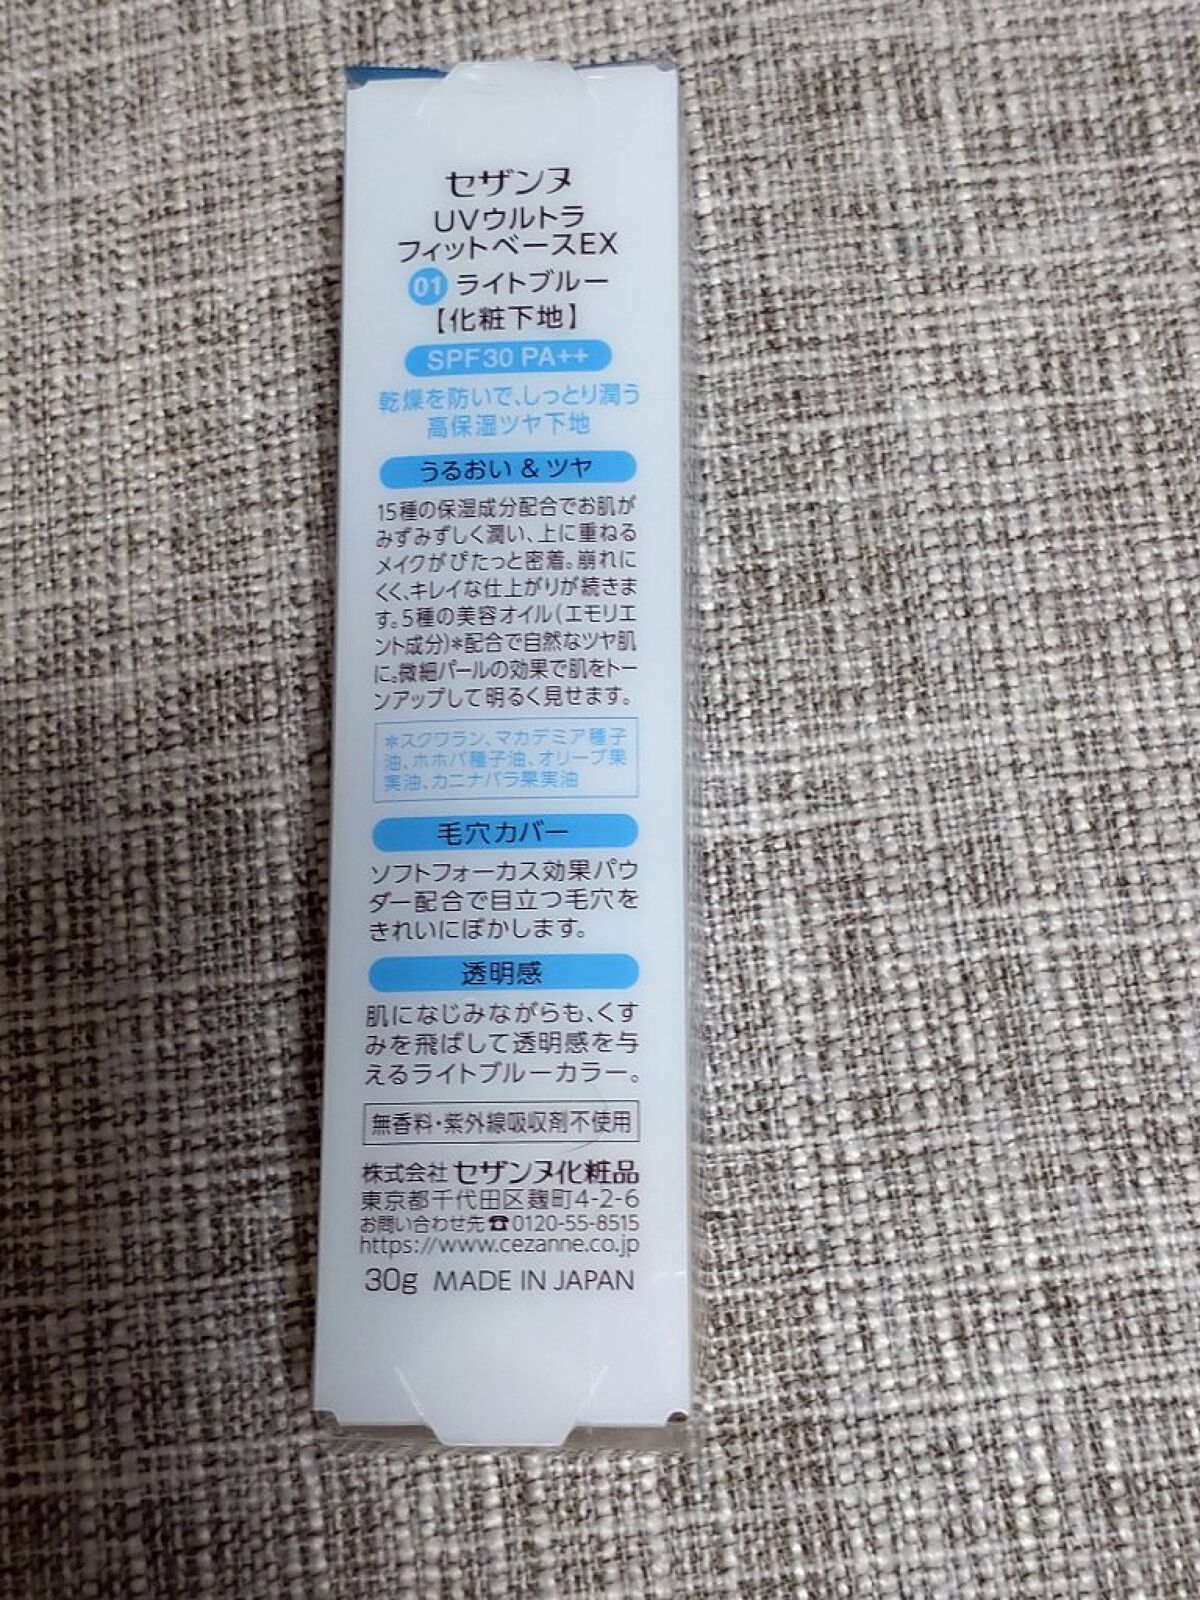 セザンヌ
UVウルトラ
フィットベースEX
01 ライトブルー
【化粧下地】
SPF30 PA++
乾燥を防いで、しっとり潤う
高保湿ツヤ下地
うるおい & ツヤ
15種の保湿成分配合でお肌が
みずみずしく潤い、上に重ねる
メイクがぴたっと密着。崩れに
くく、キレイな仕上がりが続きま
す。5種の美容オイル(エモリエ
ント成分)*配合で自然なツヤ肌
に。微細パールの効果で肌をトー
ンアップして明るく見せます。
*スクワラン、マカデミア種子
油、ホホバ種子油、オリーブ果
実油、カニナバラ果実油
毛穴カバー
ソフトフォーカス効果パウ
ダー配合で目立つ毛穴を
きれいにぼかします。
透明感
肌になじみながらも、くす
みを飛ばして透明感を与
えるライトブルーカラー。
無香料・紫外線吸収剤不使用
株式会社 セザンヌ化粧品
東京都千代田区麹町4-2-6
お問い合わせ先☎0120-55-8515
https://www.cezanne.co.jp
30g MADE IN JAPAN